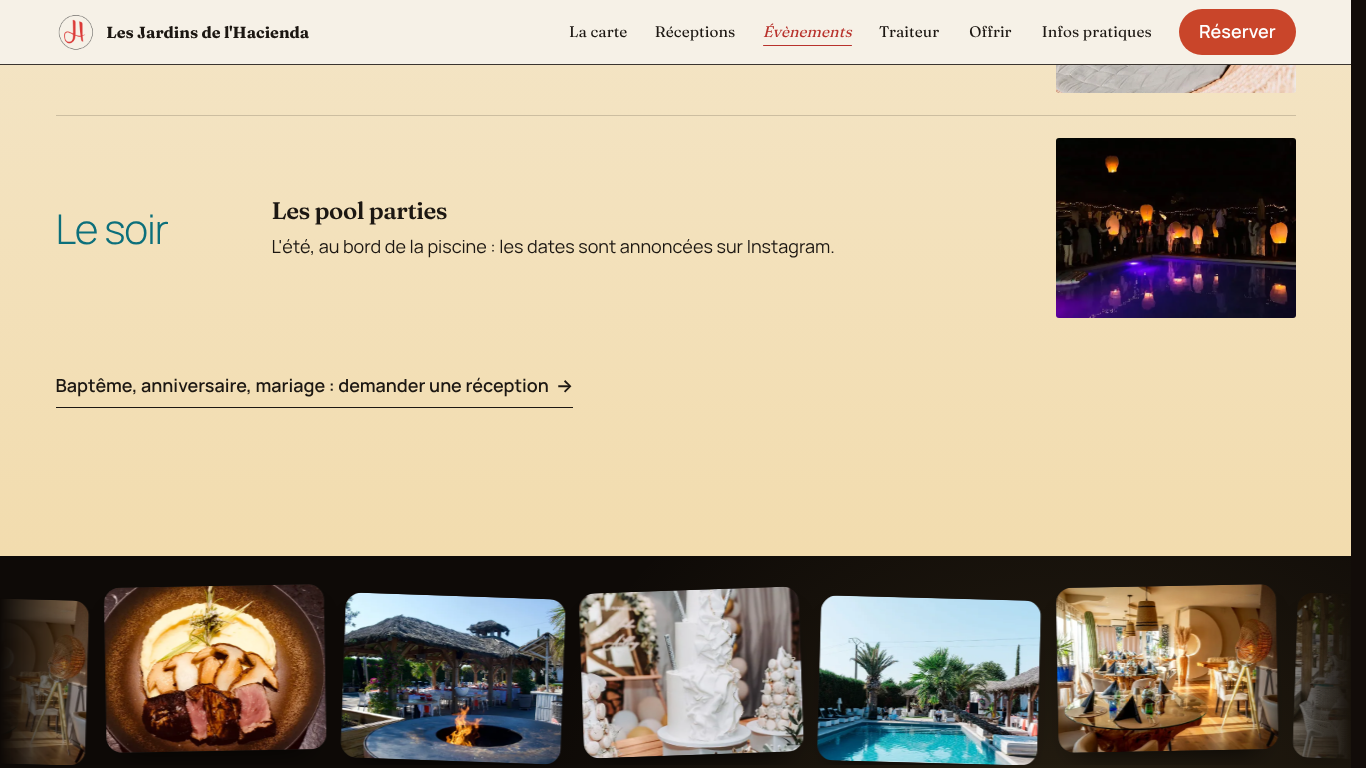 Les Jardins de l'Hacienda
La carte
Réceptions
Évènements
Traiteur
Offrir
Infos pratiques
Réserver
Le soir
Les pool parties
L'été, au bord de la piscine : les dates sont annoncées sur Instagram.
Baptême, anniversaire, mariage : demander une réception →